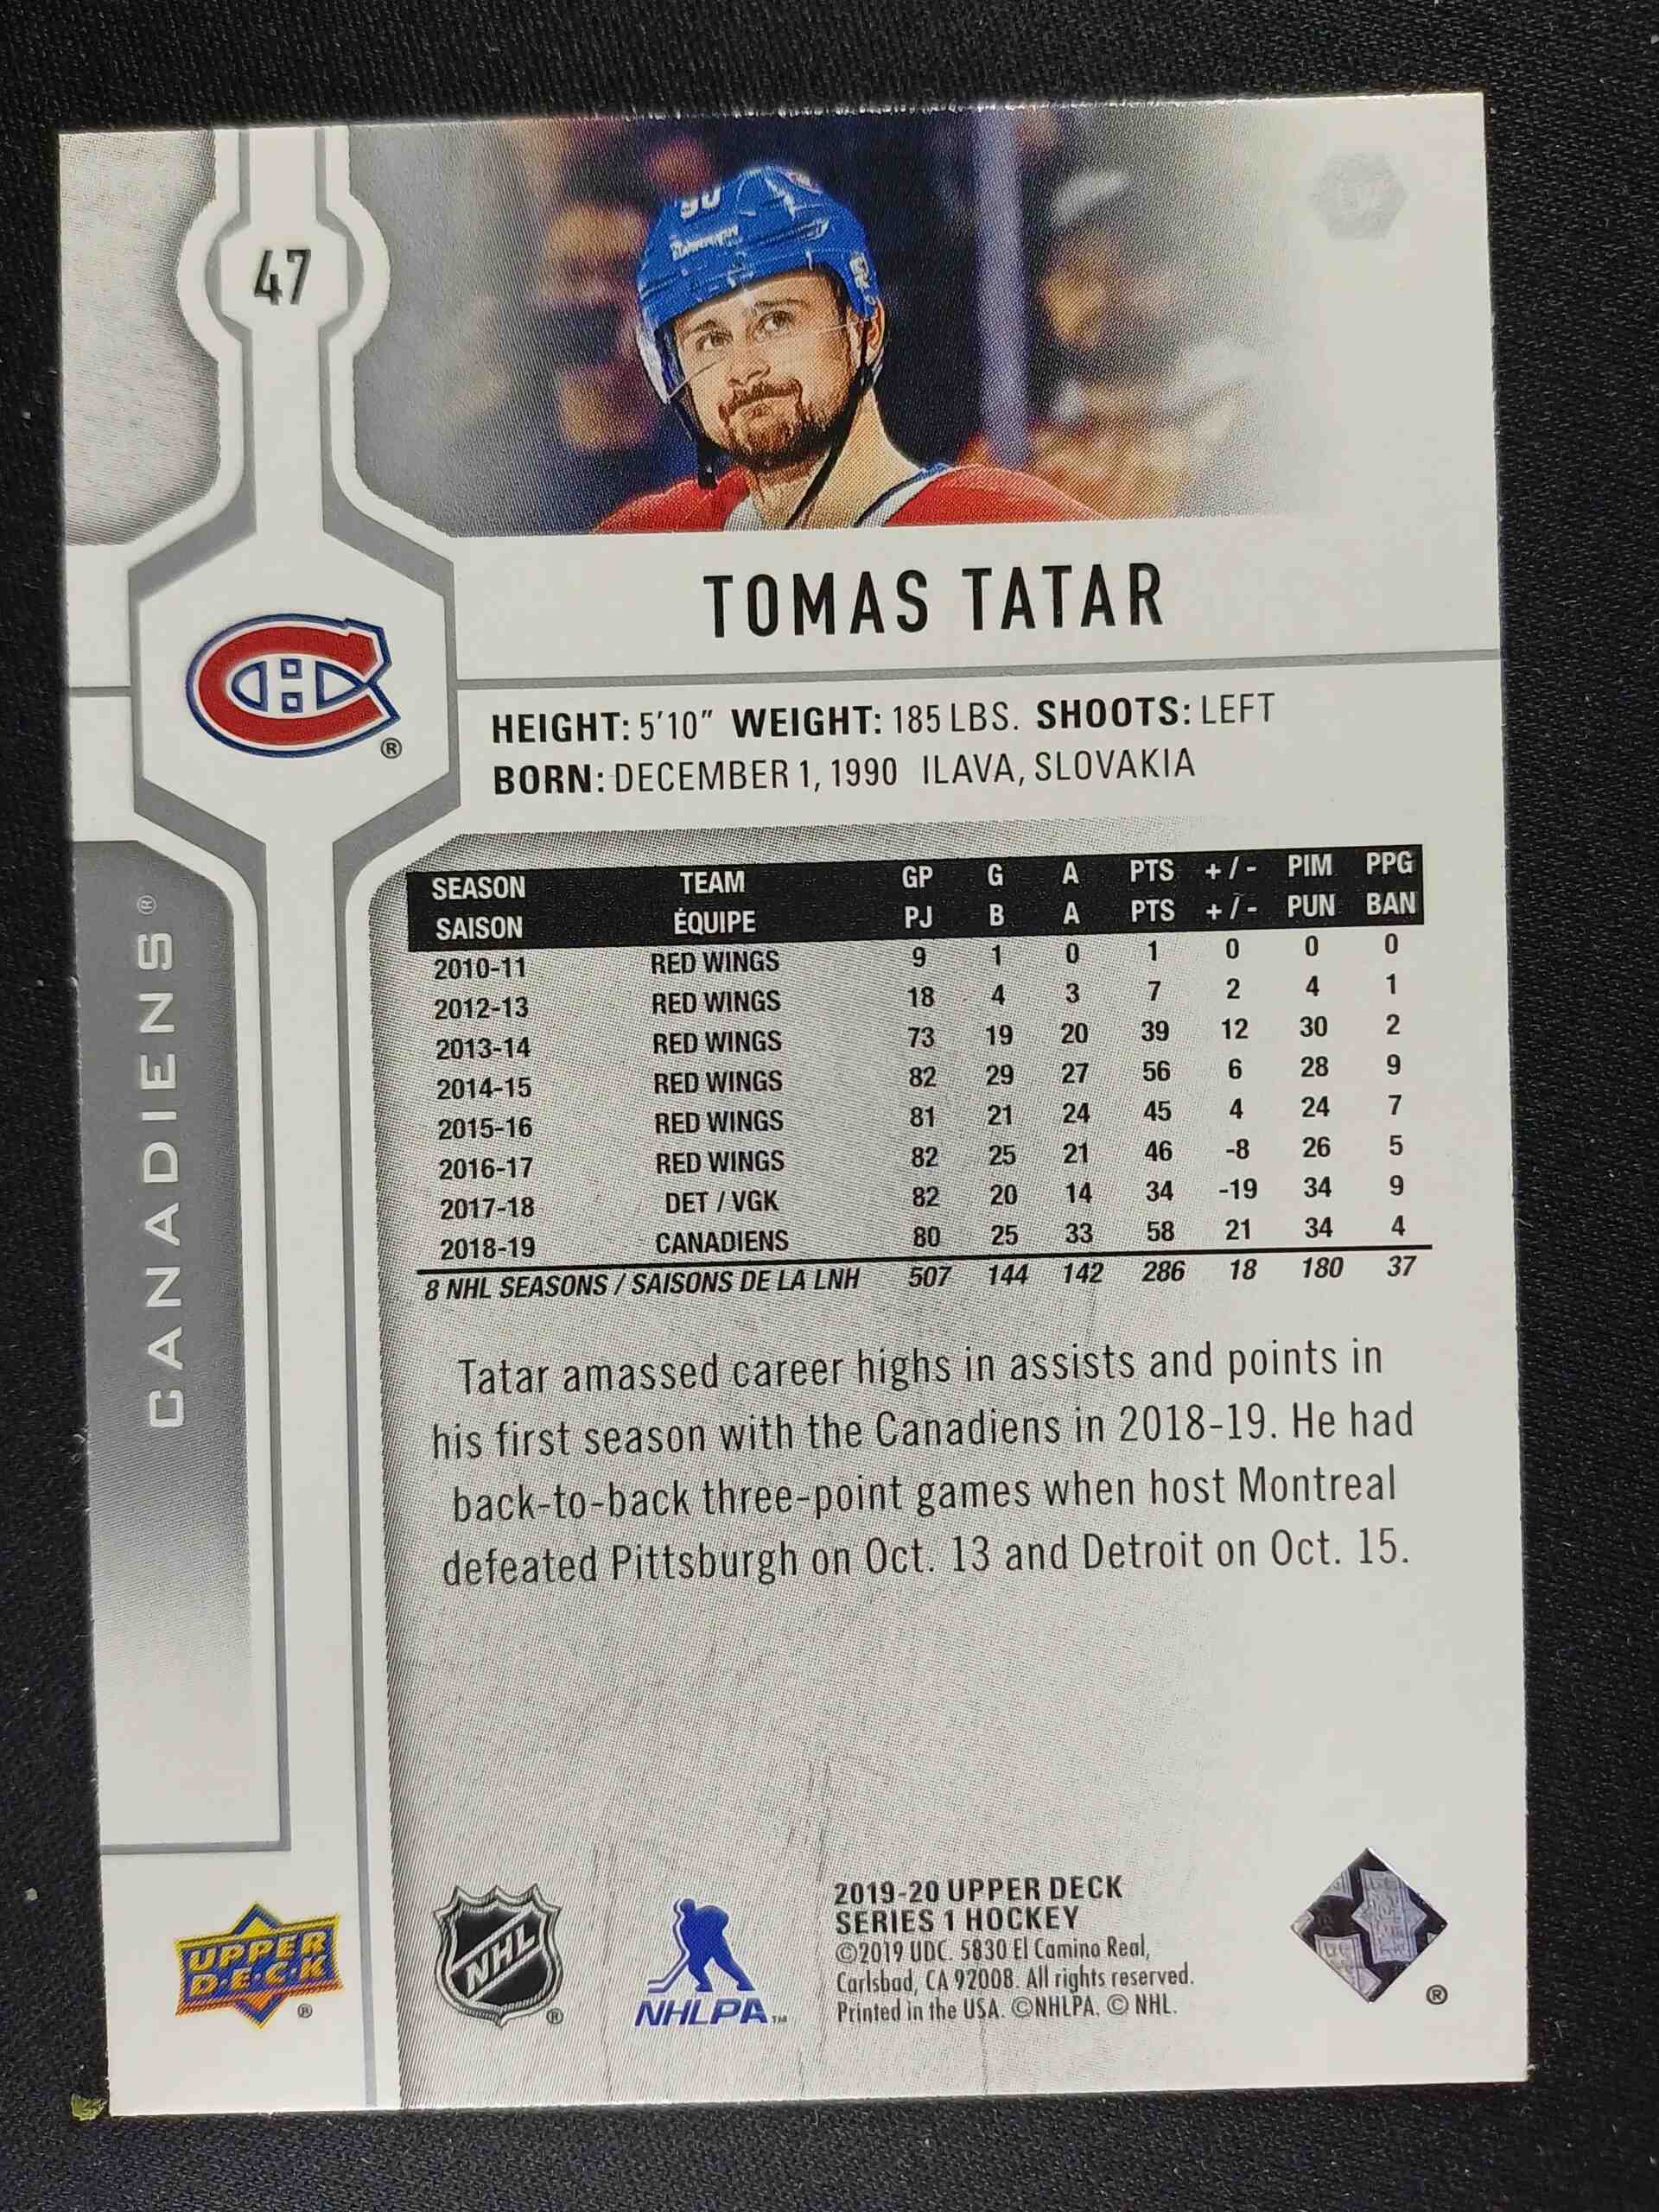 47
TOMAS TATAR
®
HEIGHT: 5'10" WEIGHT: 185 LBS. SHOOTS: LEFT
BORN: DECEMBER 1, 1990 ILAVA, SLOVAKIA
CANADIENS®
SEASON TEAM GP G A PTS +/- PIM PPG
SAISON ÉQUIPE PJ B A PTS +/- PUN BAN
2010-11 RED WINGS 9 1 0 1 0 0 0
2012-13 RED WINGS 18 4 3 7 2 4 1
2013-14 RED WINGS 73 19 20 39 12 30 2
2014-15 RED WINGS 82 29 27 56 6 28 9
2015-16 RED WINGS 81 21 24 45 4 24 7
2016-17 RED WINGS 82 25 21 46 -8 26 5
2017-18 DET / VGK 82 20 14 34 -19 34 9
2018-19 CANADIENS 80 25 33 58 21 34 4
8 NHL SEASONS / SAISONS DE LA LNH 507 144 142 286 18 180 37
Tatar amassed career highs in assists and points in
his first season with the Canadiens in 2018-19. He had
back-to-back three-point games when host Montreal
defeated Pittsburgh on Oct. 13 and Detroit on Oct. 15.
UPPER
D·E·C·K
®
NHL
®
NHLPA™
2019-20 UPPER DECK
SERIES 1 HOCKEY
©2019 UDC. 5830 El Camino Real,
Carlsbad, CA 92008. All rights reserved.
Printed in the USA. ©NHLPA. © NHL.
®